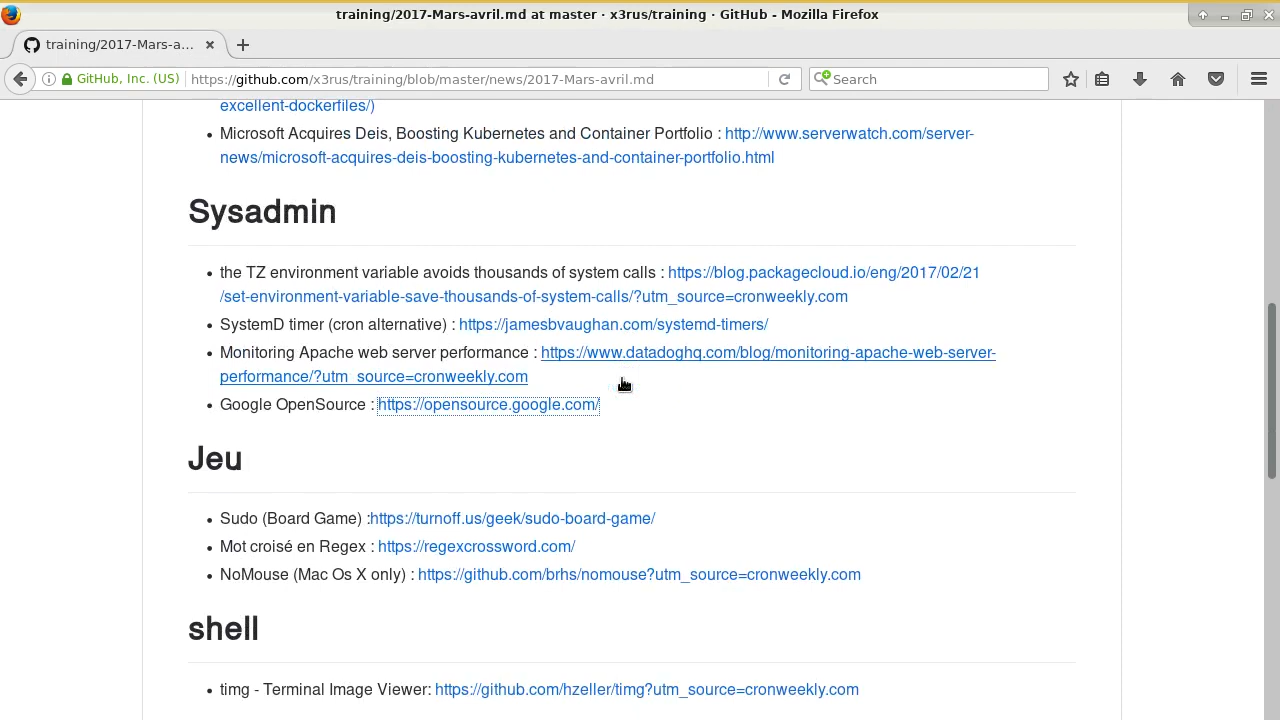 training/2017-Mars-avril.md at master · x3rus/training · GitHub - Mozilla Firefox
training/2017-Mars-a...
GitHub, Inc. (US)
https://github.com/x3rus/training/blob/master/news/2017-Mars-avril.md
Search
excellent-dockerfiles/)
• Microsoft Acquires Deis, Boosting Kubernetes and Container Portfolio : http://www.serverwatch.com/server-
news/microsoft-acquires-deis-boosting-kubernetes-and-container-portfolio.html
Sysadmin
• the TZ environment variable avoids thousands of system calls : https://blog.packagecloud.io/eng/2017/02/21
/set-environment-variable-save-thousands-of-system-calls/?utm_source=cronweekly.com
• SystemD timer (cron alternative) : https://jamesbvaughan.com/systemd-timers/
• Monitoring Apache web server performance : https://www.datadoghq.com/blog/monitoring-apache-web-server-
performance/?utm_source=cronweekly.com
• Google OpenSource : https://opensource.google.com/
Jeu
• Sudo (Board Game) :https://turnoff.us/geek/sudo-board-game/
• Mot croisé en Regex : https://regexcrossword.com/
• NoMouse (Mac Os X only) : https://github.com/brhs/nomouse?utm_source=cronweekly.com
shell
• timg - Terminal Image Viewer: https://github.com/hzeller/timg?utm_source=cronweekly.com